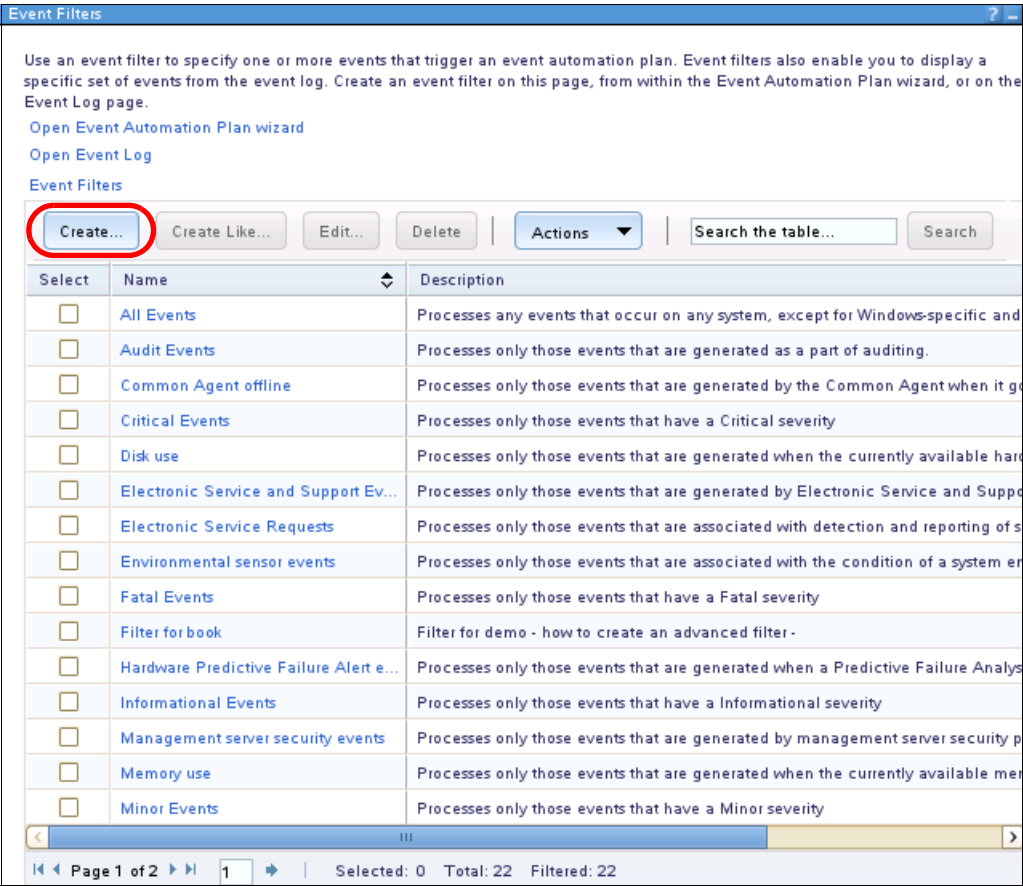 Event Filters ? _
Use an event filter to specify one or more events that trigger an event automation plan. Event filters also enable you to display a
specific set of events from the event log. Create an event filter on this page, from within the Event Automation Plan wizard, or on the
Event Log page.
Open Event Automation Plan wizard
Open Event Log
Event Filters
Create... Create Like... Edit... Delete Actions Search the table... Search
Select Name Description
All Events Processes any events that occur on any system, except for Windows-specific and
Audit Events Processes only those events that are generated as a part of auditing.
Common Agent offline Processes only those events that are generated by the Common Agent when it go
Critical Events Processes only those events that have a Critical severity
Disk use Processes only those events that are generated when the currently available hard
Electronic Service and Support Ev... Processes only those events that are generated by Electronic Service and Suppo
Electronic Service Requests Processes only those events that are associated with detection and reporting of s
Environmental sensor events Processes only those events that are associated with the condition of a system en
Fatal Events Processes only those events that have a Fatal severity
Filter for book Filter for demo - how to create an advanced filter -
Hardware Predictive Failure Alert e... Processes only those events that are generated when a Predictive Failure Analys
Informational Events Processes only those events that have a Informational severity
Management server security events Processes only those events that are generated by management server security p
Memory use Processes only those events that are generated when the currently available mem
Minor Events Processes only those events that have a Minor severity
Page 1 of 2 1 Selected: 0 Total: 22 Filtered: 22